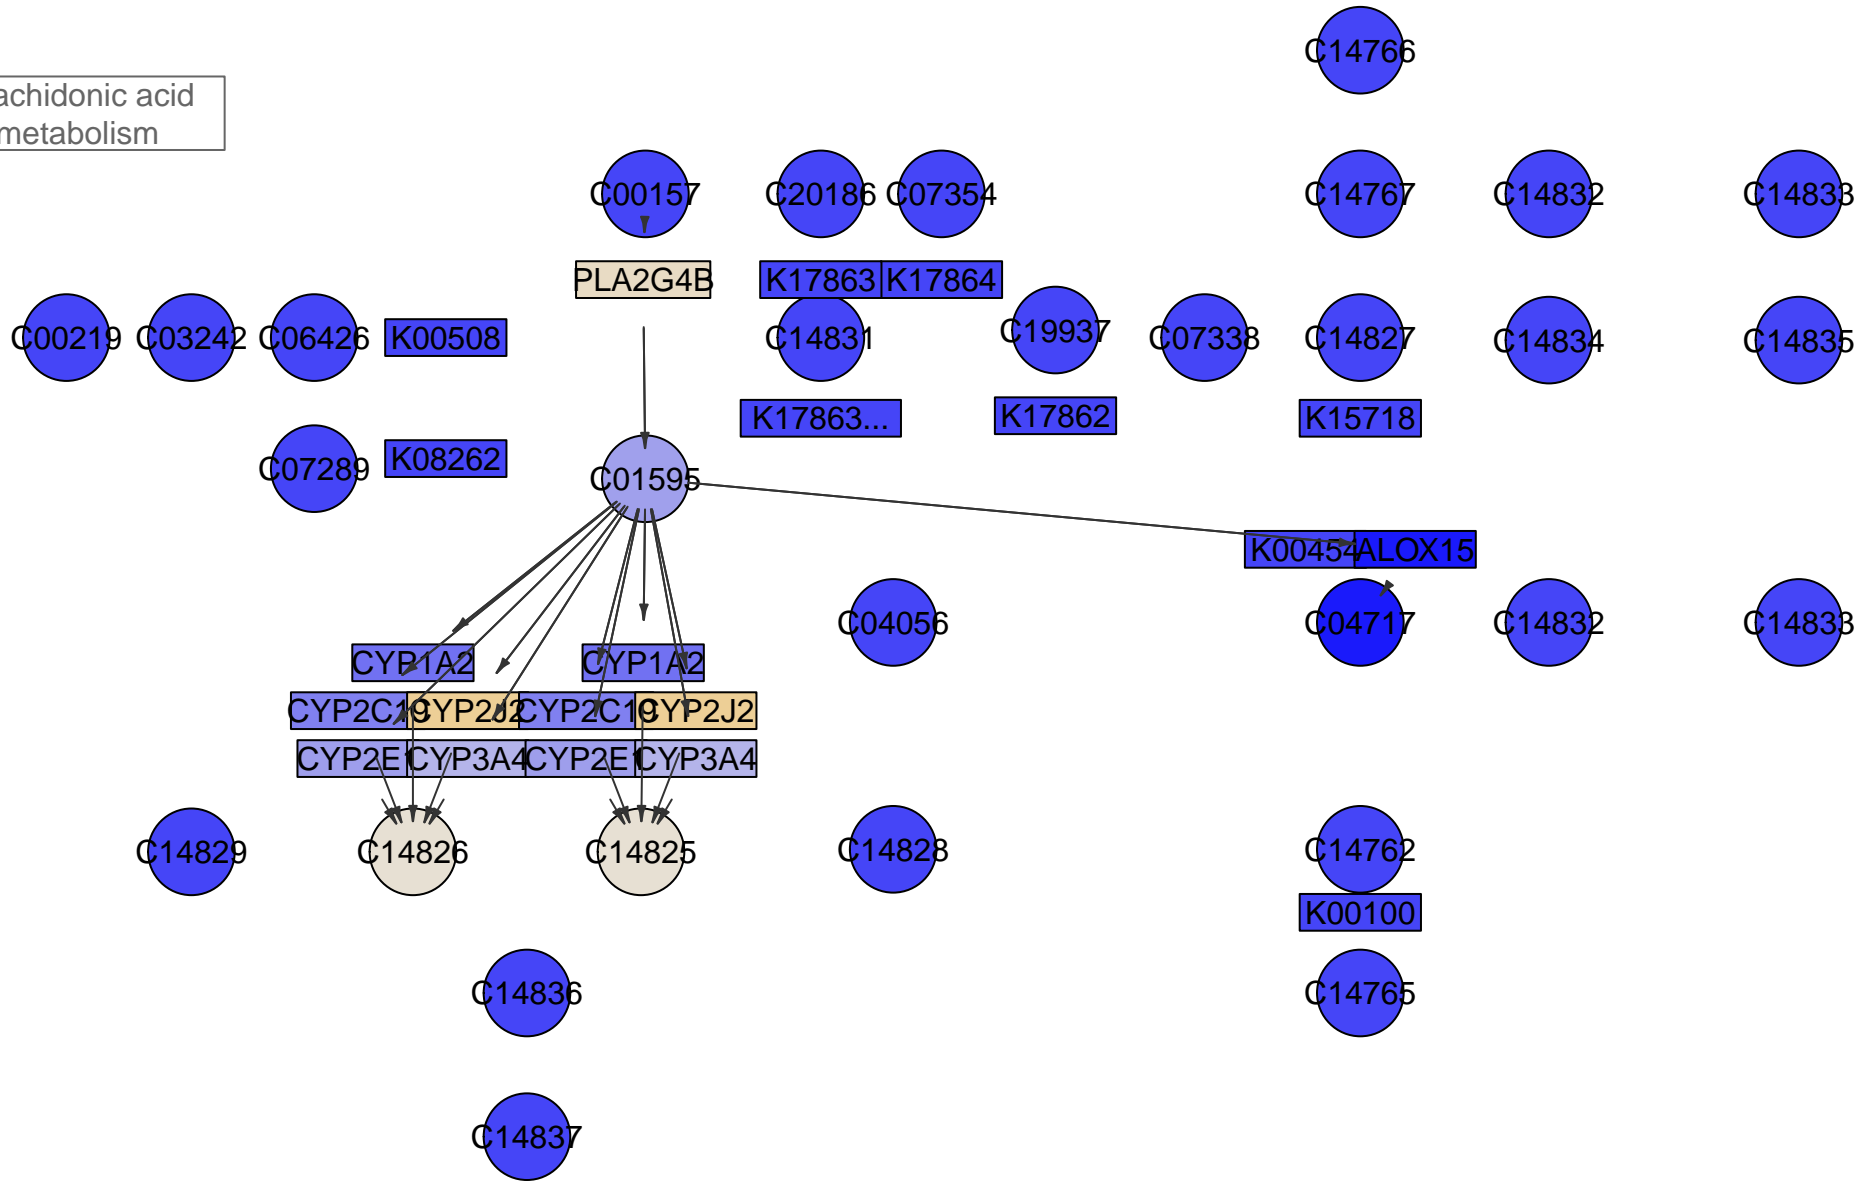 C14766
achidonic acid
metabolism
C00157
C20186
C07354
C14767
C14832
C14833
PLA2G4B
K17863
K17864
C00219
C03242
C06426
K00508
C14831
C19937
C07338
C14827
C14834
C14835
K17863...
K17862
K15718
C07289
K08262
C01595
K00454
ALOX15
C04056
C04717
C14832
C14833
CYP1A2
CYP1A2
CYP2C19
CYP2J2
CYP2C19
CYP2J2
CYP2E1
CYP3A4
CYP2E1
CYP3A4
C14829
C14826
C14825
C14828
C14762
K00100
C14836
C14765
C14837